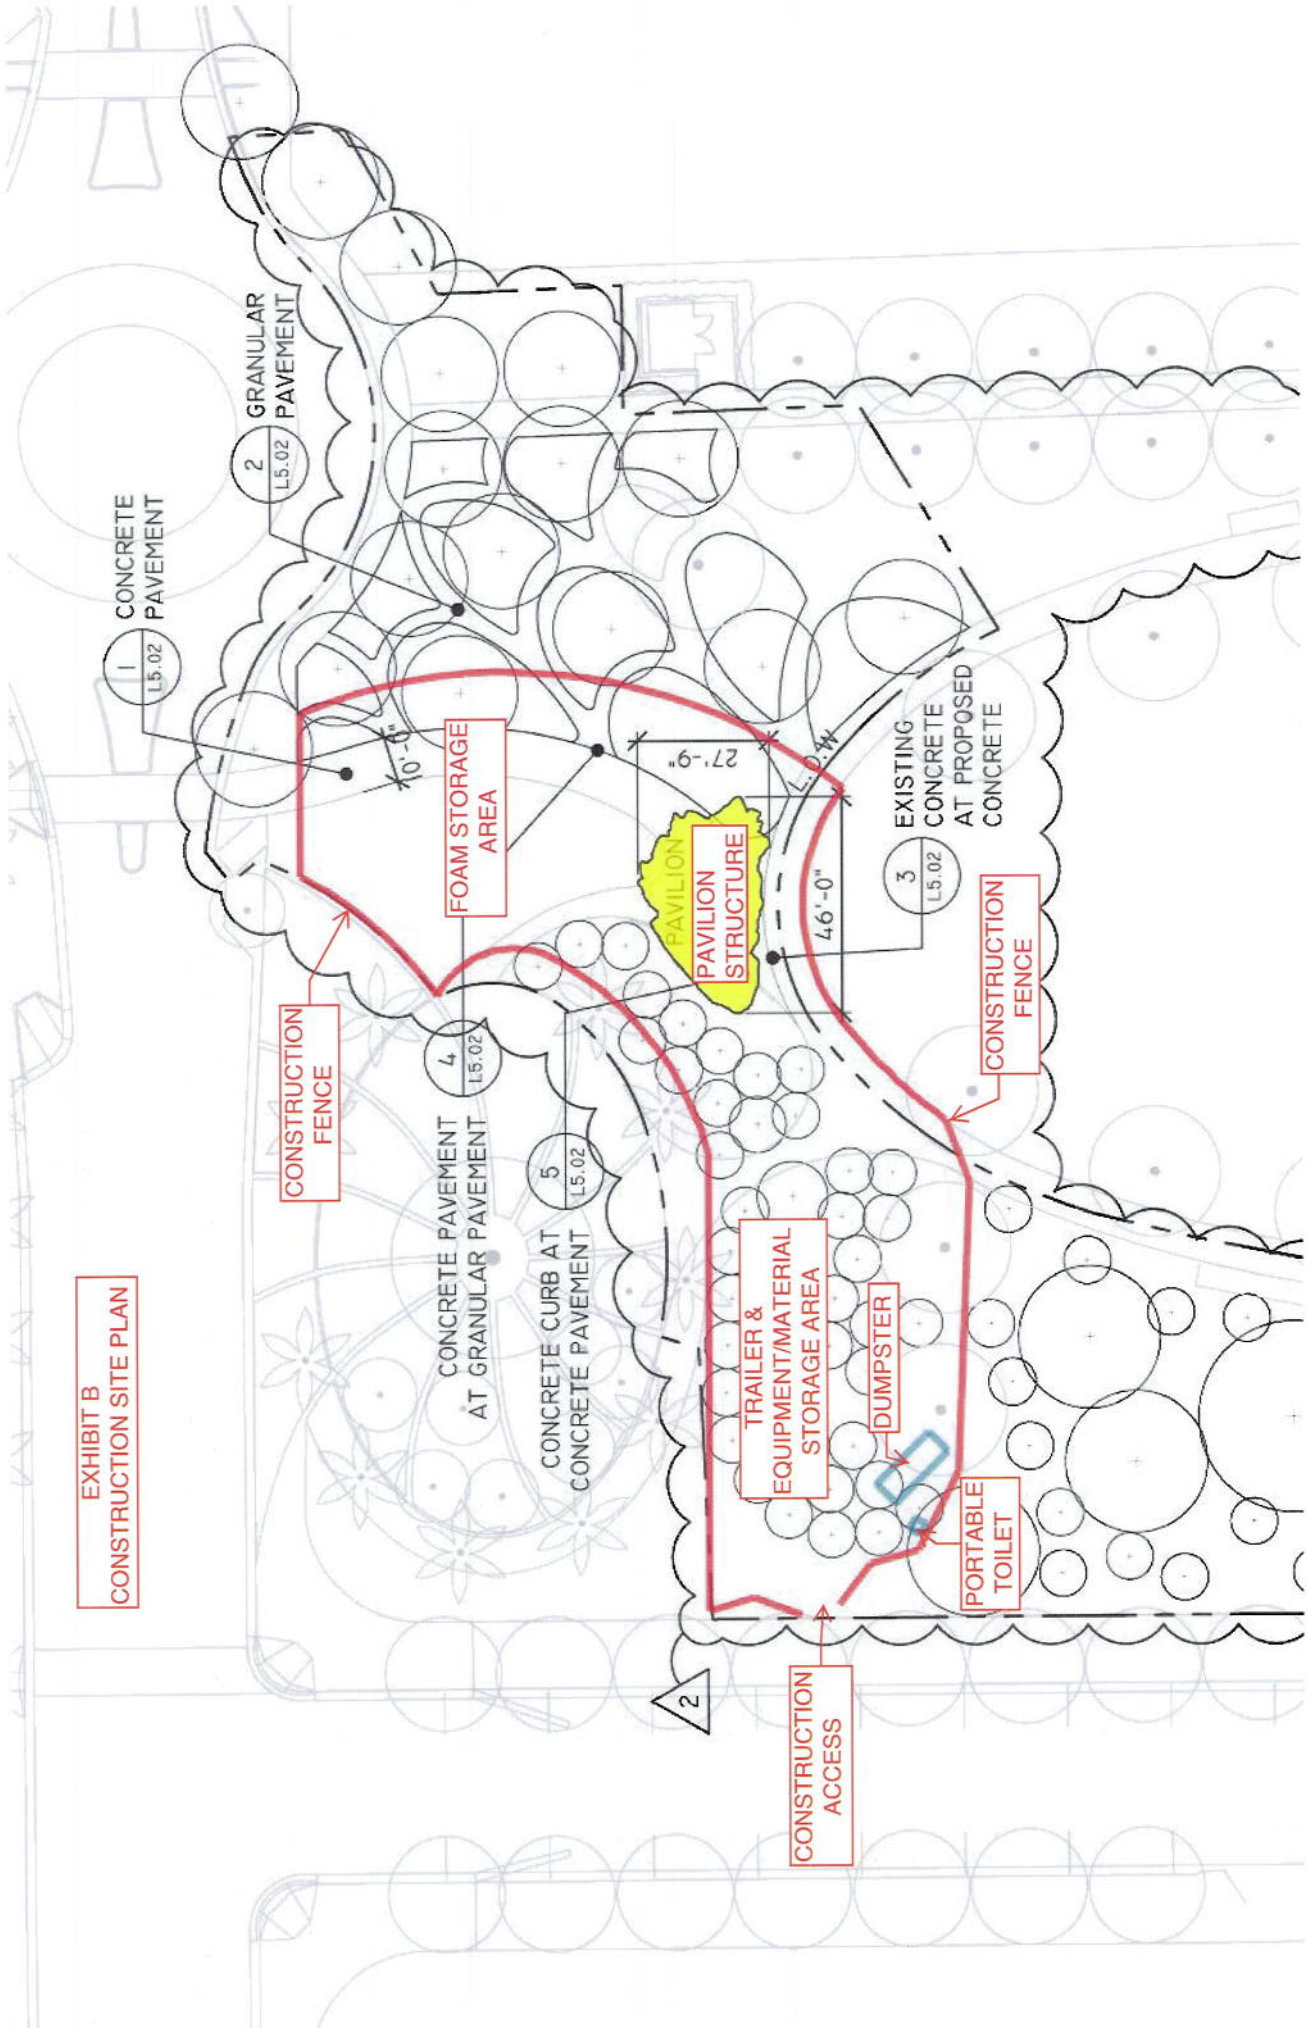 EXHIBIT B
CONSTRUCTION SITE PLAN
1
L5.02
CONCRETE
PAVEMENT
2
L5.02
GRANULAR
PAVEMENT
CONSTRUCTION
FENCE
4
L5.02
CONCRETE PAVEMENT
AT GRANULAR PAVEMENT
5
L5.02
CONCRETE CURB AT
CONCRETE PAVEMENT
FOAM STORAGE
AREA
27'-9"
PAVILION
PAVILION
STRUCTURE
L.O.W
46'-0"
3
L5.02
EXISTING
CONCRETE
AT PROPOSED
CONCRETE
CONSTRUCTION
FENCE
TRAILER &
EQUIPMENT/MATERIAL
STORAGE AREA
DUMPSTER
PORTABLE
TOILET
2
CONSTRUCTION
ACCESS